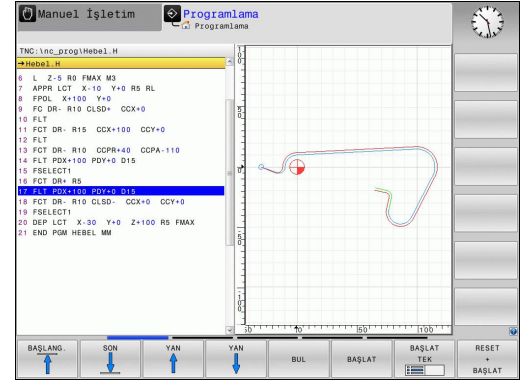 Manuel İşletim
Programlama
Programlama
TNC:\nc_prog\Hebel.H
→Hebel.H
6 L Z-5 R0 FMAX M3
7 APPR LCT X-10 Y+0 R5 RL
8 FPOL X+100 Y+0
9 FC DR- R10 CLSD+ CCX+0
10 FLT
11 FCT DR- R15 CCX+100 CCY+0
12 FLT
13 FCT DR- R10 CCPR+40 CCPA-110
14 FLT PDX+100 PDY+0 D15
15 FSELECT1
16 FCT DR+ R5
17 FLT PDX+100 PDY+0 D15
18 FCT DR- R10 CLSD- CCX+0 CCY+0
19 FSELECT1
20 DEP LCT X-30 Y+0 Z+100 R5 FMAX
21 END PGM HEBEL MM
0
50
100
BAŞLANG.
SON
YAN
YAN
BUL
BAŞLAT
BAŞLAT
TEK
RESET
+
BAŞLAT